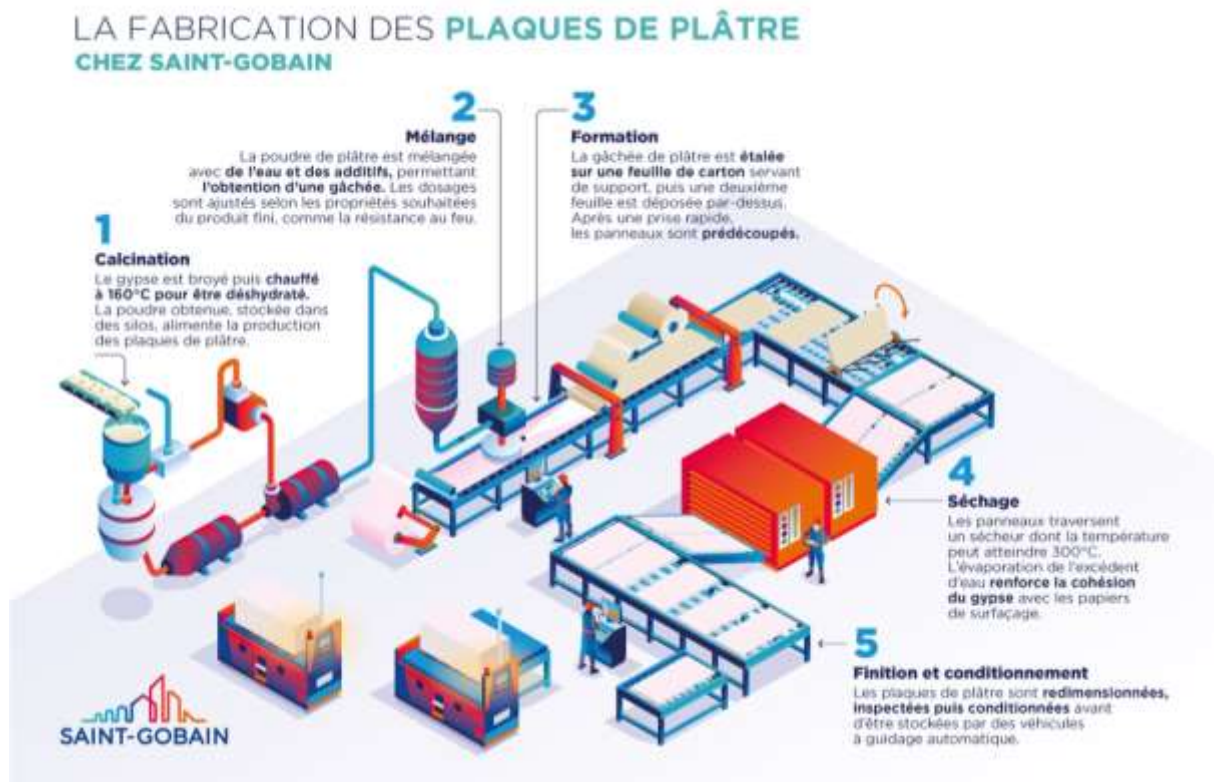 LA FABRICATION DES PLAQUES DE PLÂTRE
CHEZ SAINT-GOBAIN
1
Calcination
Le gypse est broyé puis chauffé
à 160°C pour être déshydraté.
La poudre obtenue, stockée dans
des silos, alimente la production
des plaques de plâtre.
2
Mélange
La poudre de plâtre est mélangée
avec de l'eau et des additifs, permettant
l'obtention d'une gâchée. Les dosages
sont ajustés selon les propriétés souhaitées
du produit fini, comme la résistance au feu.
3
Formation
La gâchée de plâtre est étalée
sur une feuille de carton servant
de support, puis une deuxième
feuille est déposée par-dessus.
Après une prise rapide,
les panneaux sont prédécoupés.
4
Séchage
Les panneaux traversent
un sécheur dont la température
peut atteindre 300°C.
L'évaporation de l'excédent
d'eau renforce la cohésion
du gypse avec les papiers
de surfaçage.
5
Finition et conditionnement
Les plaques de plâtre sont redimensionnées,
inspectées puis conditionnées avant
d'être stockées par des véhicules
à guidage automatique.
SAINT-GOBAIN